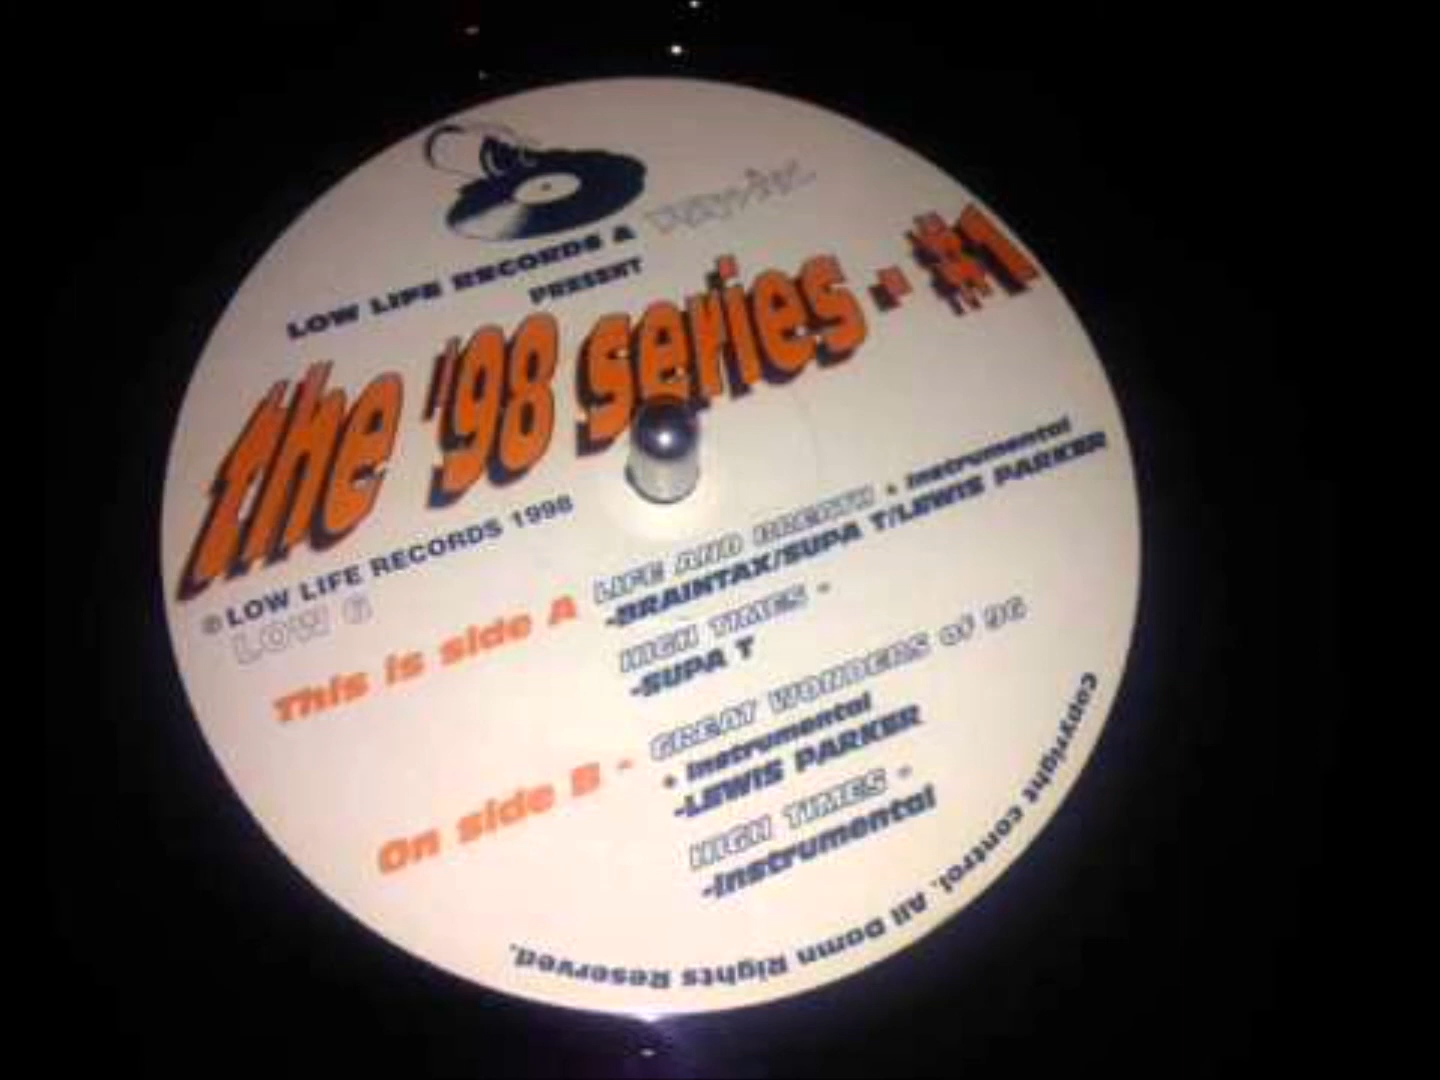 LOW LIFE RECORDS &
PRESENT
the '98 series - #1
© LOW LIFE RECORDS 1998
LOW 6
This is side A
LIFE AND BREATH + Instrumental
-BRAINTAX/SUPA T/LEWIS PARKER
HIGH TIMES -
-SUPA T
On side B -
GREAT WONDERS of 96
+ Instrumental
-LEWIS PARKER
HIGH TIMES -
-Instrumental
Copyright control. All Damn Rights Reserved.